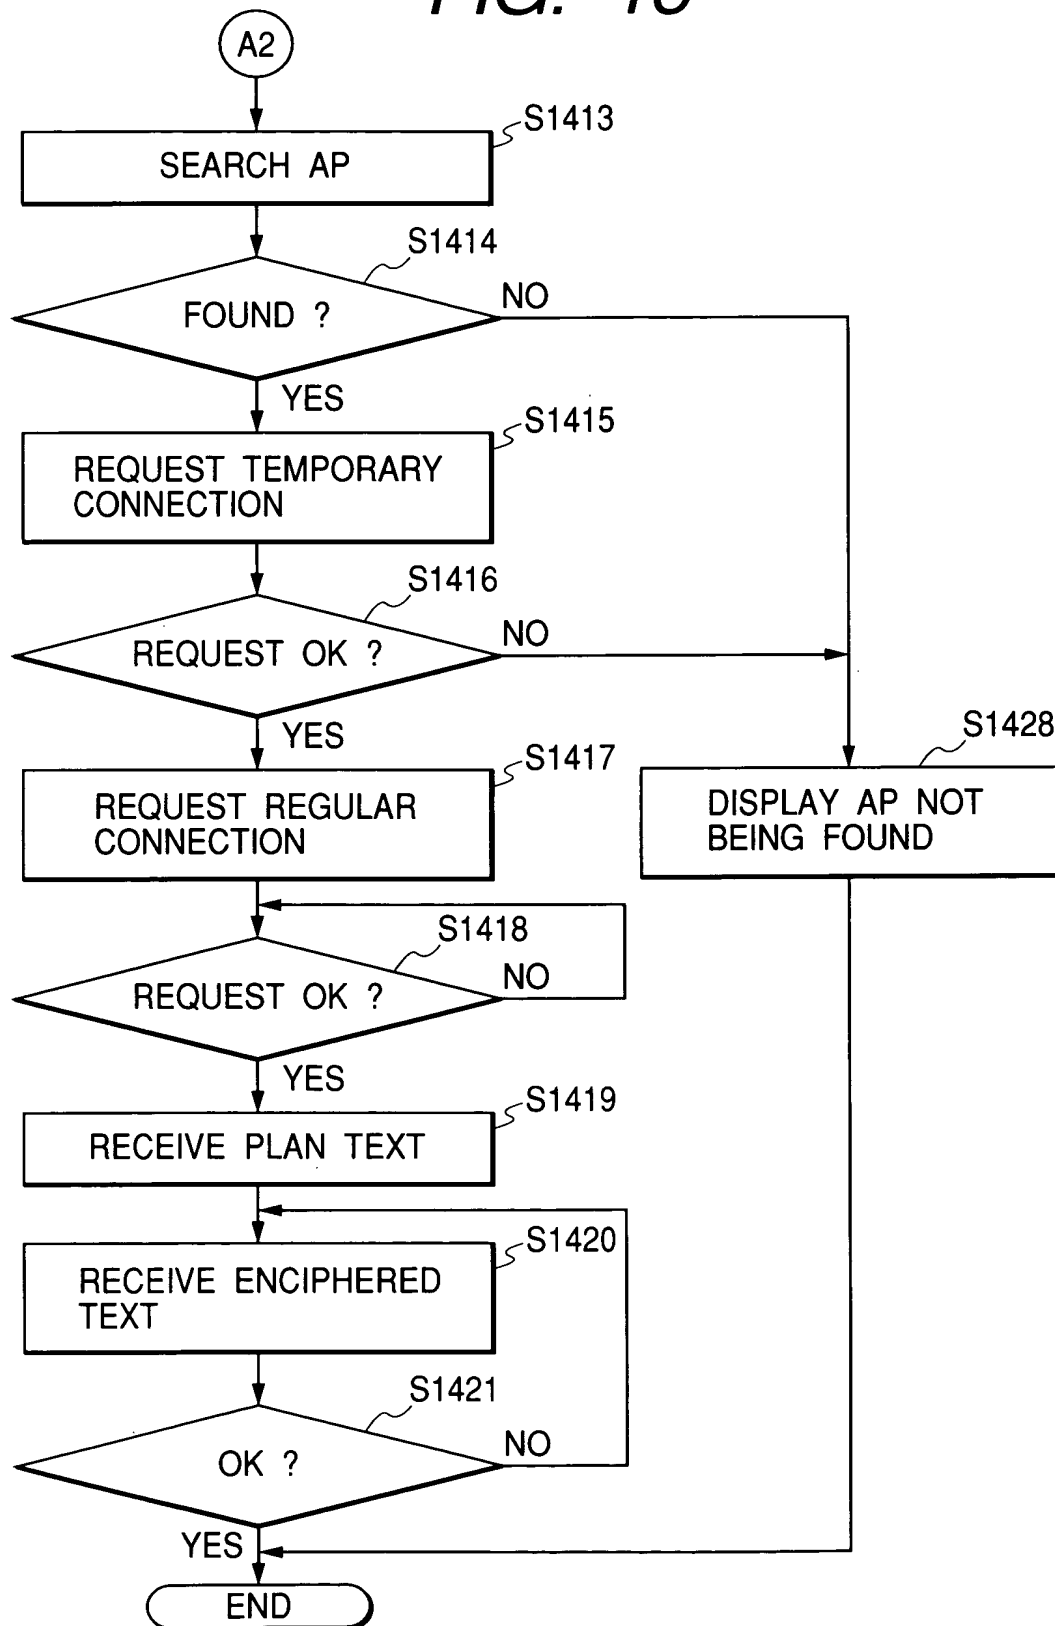 A2
S1413
SEARCH AP
S1414
FOUND ?
NO
YES
S1415
REQUEST TEMPORARY
CONNECTION
S1416
REQUEST OK ?
NO
YES
S1417
REQUEST REGULAR
CONNECTION
S1428
DISPLAY AP NOT
BEING FOUND
S1418
REQUEST OK ?
NO
YES
S1419
RECEIVE PLAN TEXT
S1420
RECEIVE ENCIPHERED
TEXT
S1421
OK ?
NO
YES
END